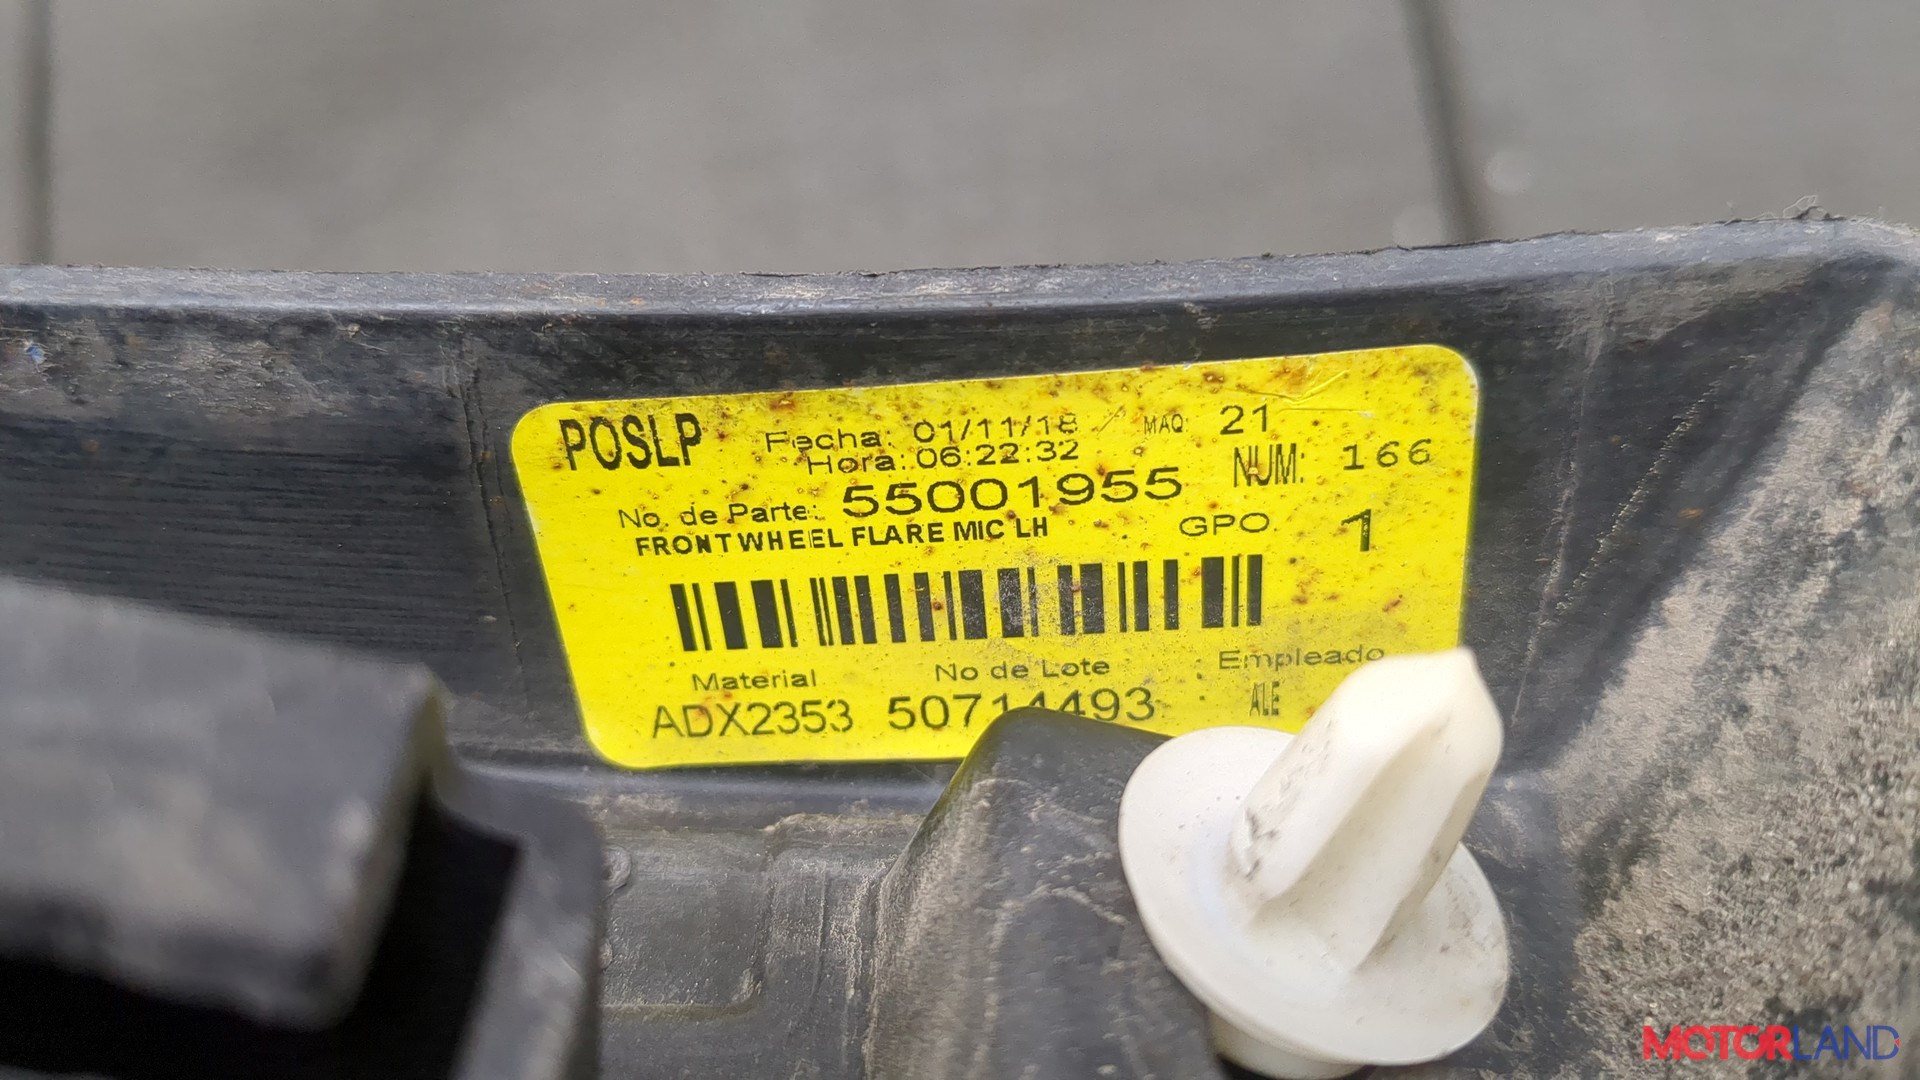 POSLP Fecha: 01/11/18 MAQ: 21
Hora: 06:22:32 NUM: 166
No. de Parte: 55001955
FRONT WHEEL FLARE MIC LH GPO. 1
Material No de Lote Empleado
ADX2353 50714493 ALE
MOTORLAND